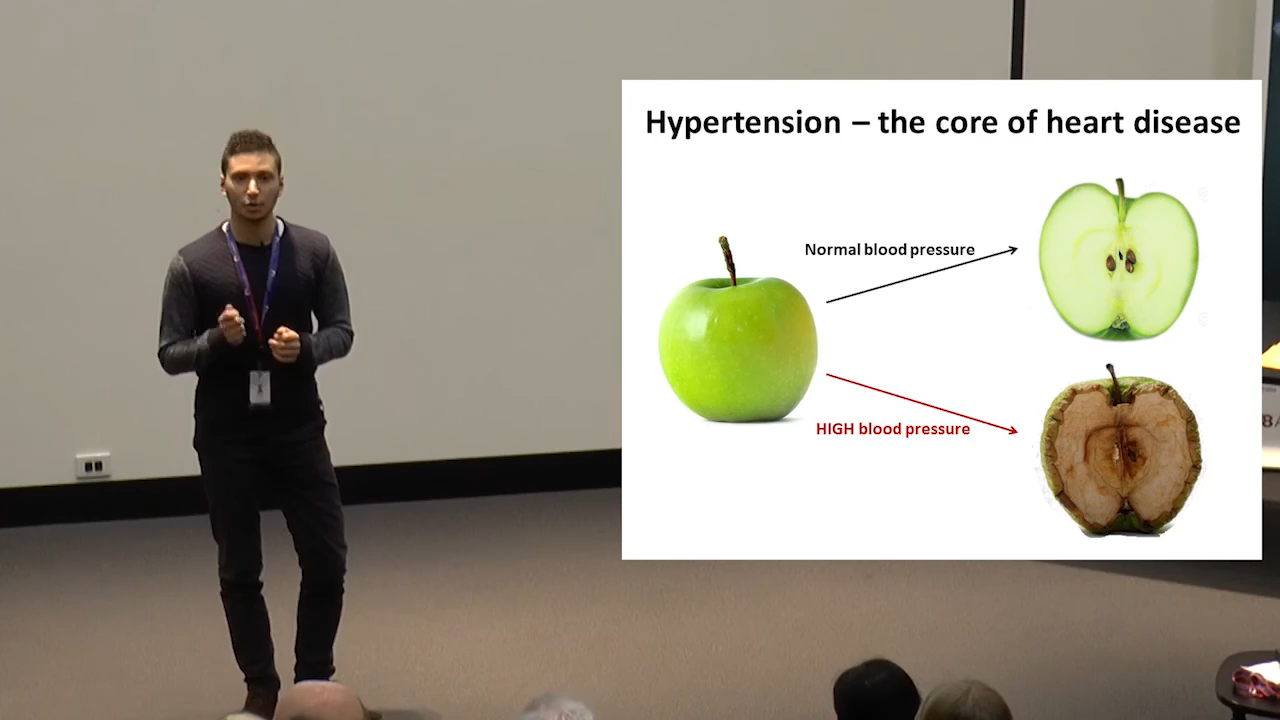 Hypertension – the core of heart disease
Normal blood pressure
HIGH blood pressure